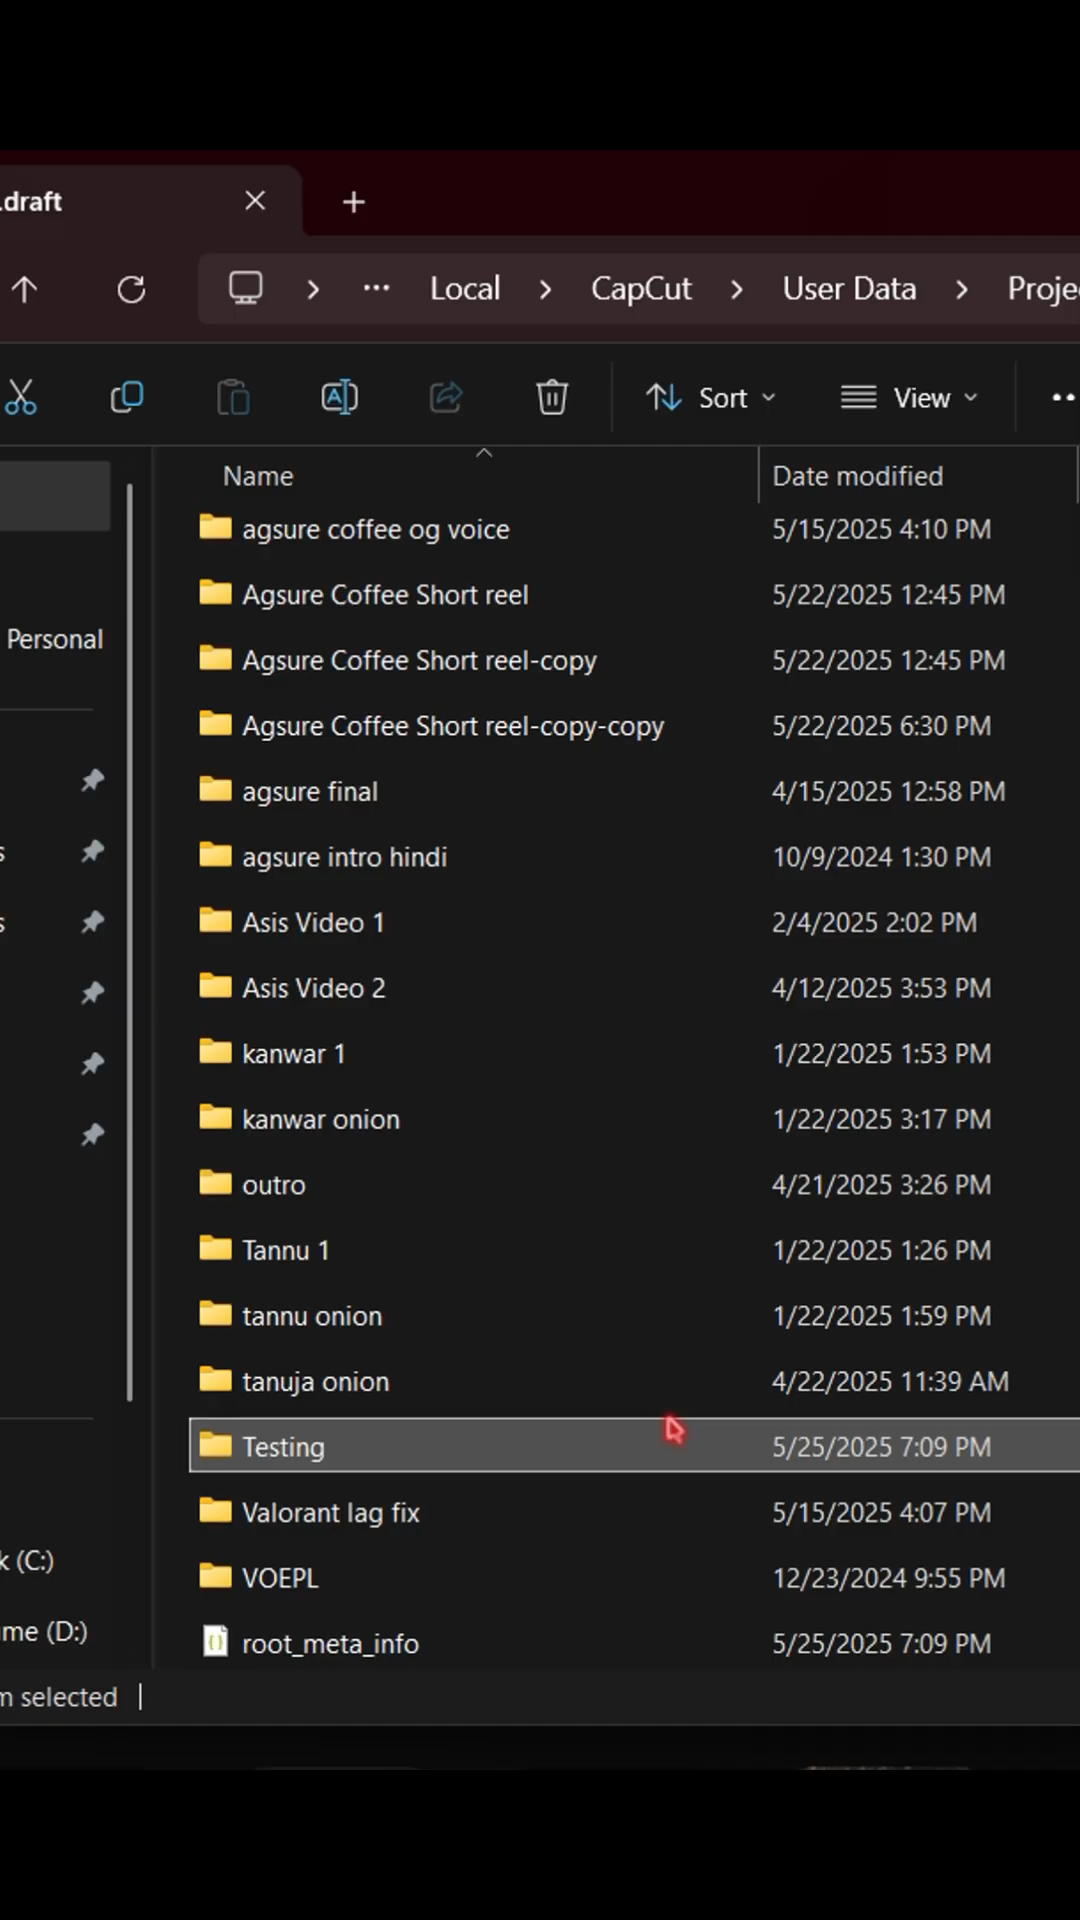 .draft
Local > CapCut > User Data > Proje
Sort View
Name Date modified
agsure coffee og voice 5/15/2025 4:10 PM
Agsure Coffee Short reel 5/22/2025 12:45 PM
Personal
Agsure Coffee Short reel-copy 5/22/2025 12:45 PM
Agsure Coffee Short reel-copy-copy 5/22/2025 6:30 PM
agsure final 4/15/2025 12:58 PM
s
agsure intro hindi 10/9/2024 1:30 PM
s
Asis Video 1 2/4/2025 2:02 PM
Asis Video 2 4/12/2025 3:53 PM
kanwar 1 1/22/2025 1:53 PM
kanwar onion 1/22/2025 3:17 PM
outro 4/21/2025 3:26 PM
Tannu 1 1/22/2025 1:26 PM
tannu onion 1/22/2025 1:59 PM
tanuja onion 4/22/2025 11:39 AM
Testing 5/25/2025 7:09 PM
Valorant lag fix 5/15/2025 4:07 PM
k (C:)
VOEPL 12/23/2024 9:55 PM
me (D:)
root_meta_info 5/25/2025 7:09 PM
m selected